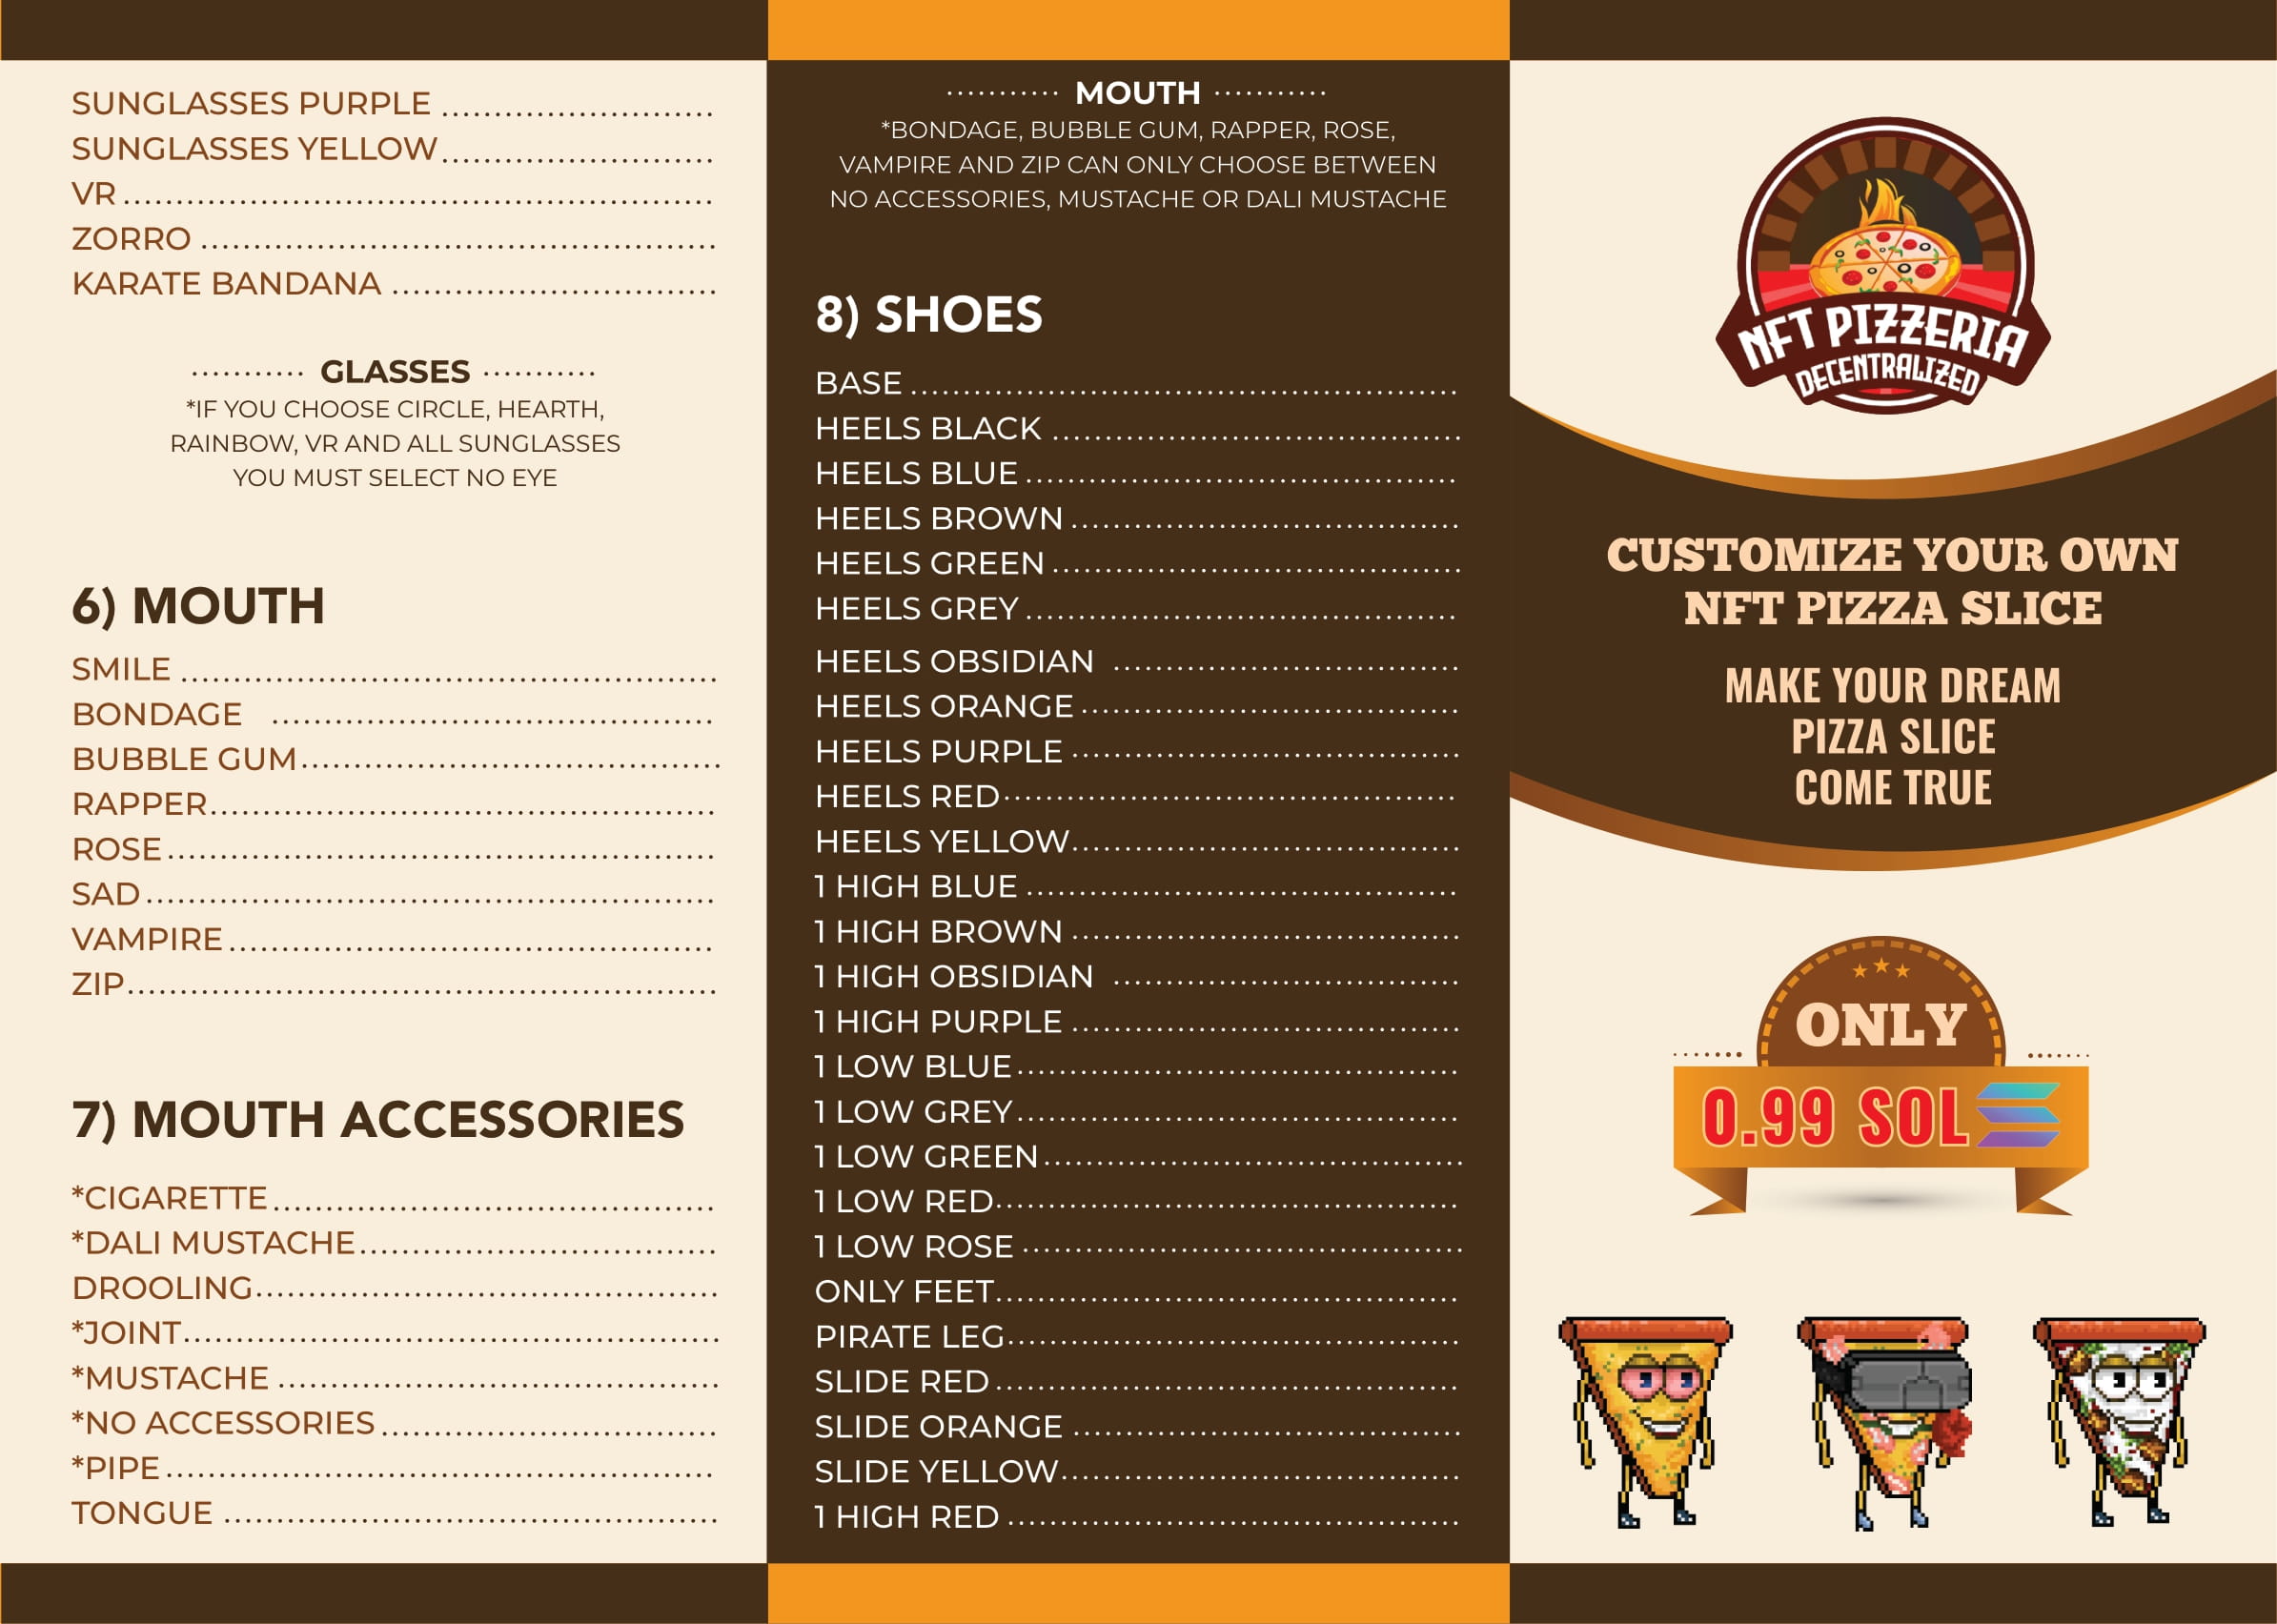 SUNGLASSES PURPLE
SUNGLASSES YELLOW
VR
ZORRO
KARATE BANDANA
GLASSES
*IF YOU CHOOSE CIRCLE, HEARTH,
RAINBOW, VR AND ALL SUNGLASSES
YOU MUST SELECT NO EYE
6) MOUTH
SMILE
BONDAGE
BUBBLE GUM
RAPPER
ROSE
SAD
VAMPIRE
ZIP
7) MOUTH ACCESSORIES
*CIGARETTE
*DALI MUSTACHE
DROOLING
*JOINT
*MUSTACHE
*NO ACCESSORIES
*PIPE
TONGUE
MOUTH
*BONDAGE, BUBBLE GUM, RAPPER, ROSE,
VAMPIRE AND ZIP CAN ONLY CHOOSE BETWEEN
NO ACCESSORIES, MUSTACHE OR DALI MUSTACHE
8) SHOES
BASE
HEELS BLACK
HEELS BLUE
HEELS BROWN
HEELS GREEN
HEELS GREY
HEELS OBSIDIAN
HEELS ORANGE
HEELS PURPLE
HEELS RED
HEELS YELLOW
1 HIGH BLUE
1 HIGH BROWN
1 HIGH OBSIDIAN
1 HIGH PURPLE
1 LOW BLUE
1 LOW GREY
1 LOW GREEN
1 LOW RED
1 LOW ROSE
ONLY FEET
PIRATE LEG
SLIDE RED
SLIDE ORANGE
SLIDE YELLOW
1 HIGH RED
NFT PIZZERIA
DECENTRALIZED
CUSTOMIZE YOUR OWN
NFT PIZZA SLICE
MAKE YOUR DREAM
PIZZA SLICE
COME TRUE
ONLY
0.99 SOL